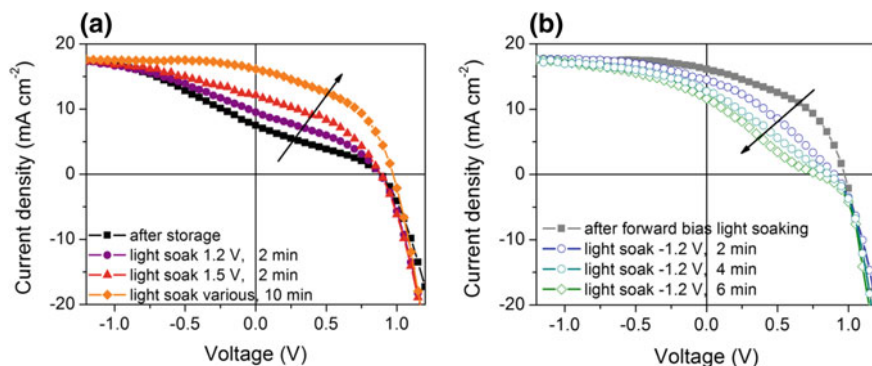 (a)
20
10
0
-10
-20
Current density (mA cm-2)
after storage
light soak 1.2 V, 2 min
light soak 1.5 V, 2 min
light soak various, 10 min
-1.0 -0.5 0.0 0.5 1.0
Voltage (V)
(b)
20
10
0
-10
-20
Current density (mA cm-2)
after forward bias light soaking
light soak -1.2 V, 2 min
light soak -1.2 V, 4 min
light soak -1.2 V, 6 min
-1.0 -0.5 0.0 0.5 1.0
Voltage (V)